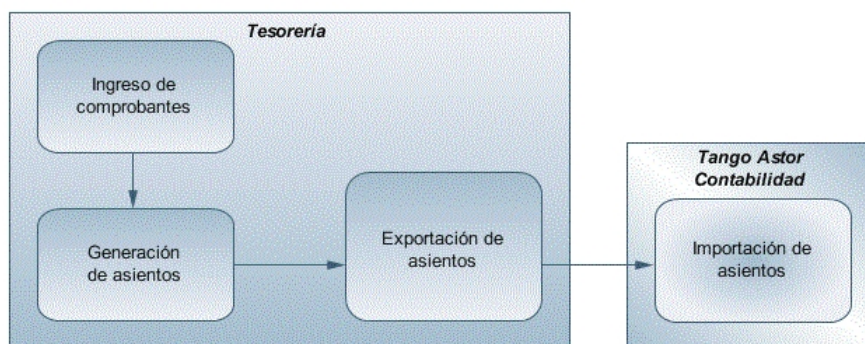 Tesorería
Ingreso de
comprobantes
Generación
de asientos
Exportación de
asientos
Tango Astor
Contabilidad
Importación de
asientos